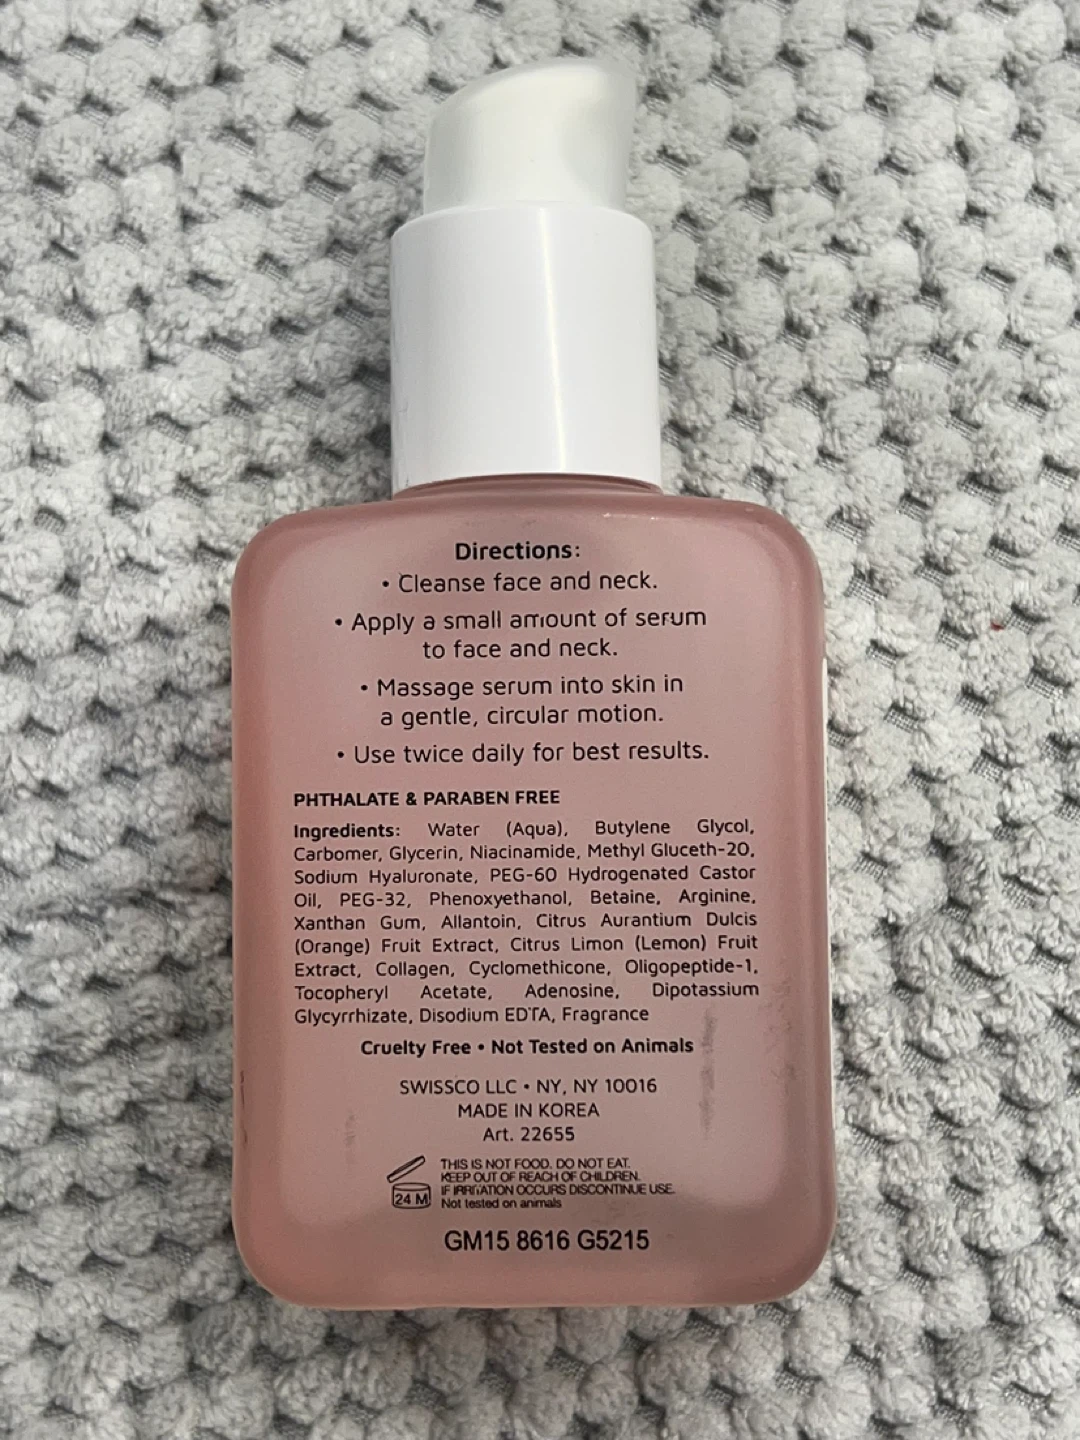 Directions:
• Cleanse face and neck.
• Apply a small amount of serum
to face and neck.
• Massage serum into skin in
a gentle, circular motion.
• Use twice daily for best results.
PHTHALATE & PARABEN FREE
Ingredients: Water (Aqua), Butylene Glycol,
Carbomer, Glycerin, Niacinamide, Methyl Gluceth-20,
Sodium Hyaluronate, PEG-60 Hydrogenated Castor
Oil, PEG-32, Phenoxyethanol, Betaine, Arginine,
Xanthan Gum, Allantoin, Citrus Aurantium Dulcis
(Orange) Fruit Extract, Citrus Limon (Lemon) Fruit
Extract, Collagen, Cyclomethicone, Oligopeptide-1,
Tocopheryl Acetate, Adenosine, Dipotassium
Glycyrrhizate, Disodium EDTA, Fragrance
Cruelty Free • Not Tested on Animals
SWISSCO LLC • NY, NY 10016
MADE IN KOREA
Art. 22655
THIS IS NOT FOOD. DO NOT EAT.
KEEP OUT OF REACH OF CHILDREN.
IF IRRITATION OCCURS DISCONTINUE USE.
Not tested on animals
24 M
GM15 8616 G5215